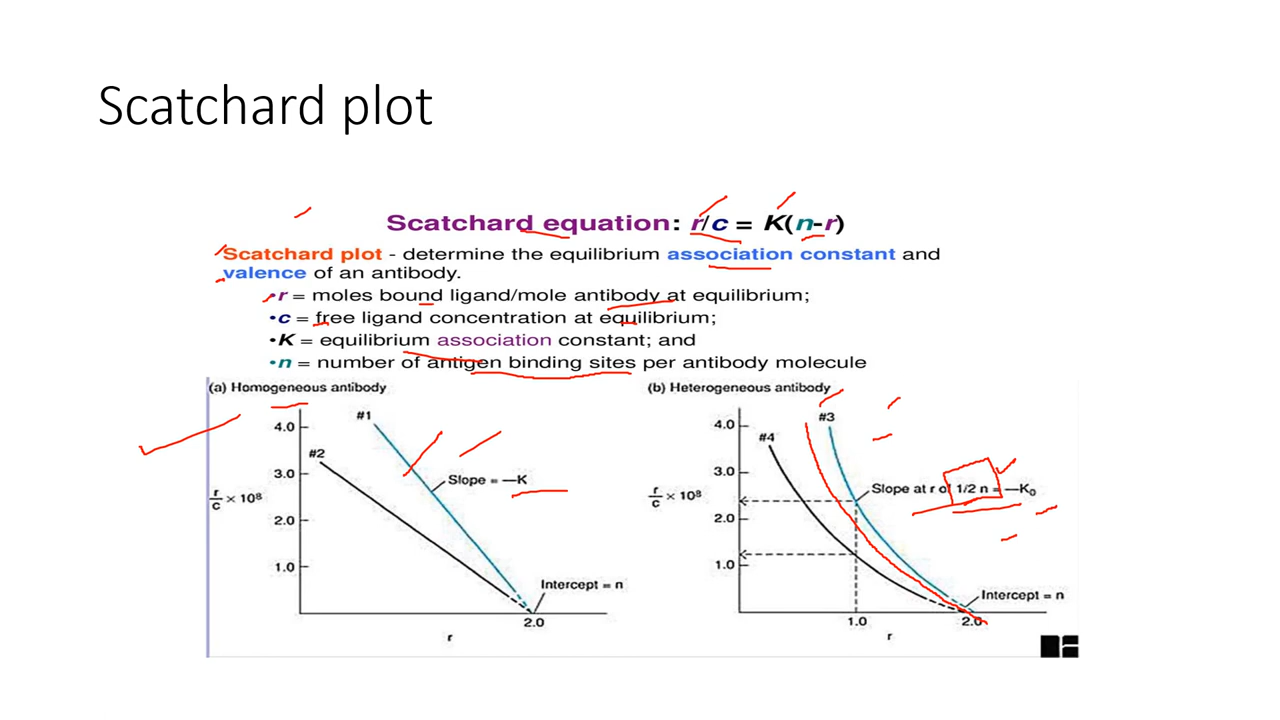 Scatchard plot
Scatchard equation: r/c = K(n-r)
Scatchard plot - determine the equilibrium association constant and
valence of an antibody.
•r = moles bound ligand/mole antibody at equilibrium;
•c = free ligand concentration at equilibrium;
•K = equilibrium association constant; and
•n = number of antigen binding sites per antibody molecule
(a) Homogeneous antibody
#1
4.0
#2
3.0
Slope = —K
r/c × 10⁸
2.0
1.0
Intercept = n
2.0
r
(b) Heterogeneous antibody
#3
4.0
#4
3.0
Slope at r of 1/2 n = —K₀
r/c × 10⁸
2.0
1.0
Intercept = n
1.0
2.0
r